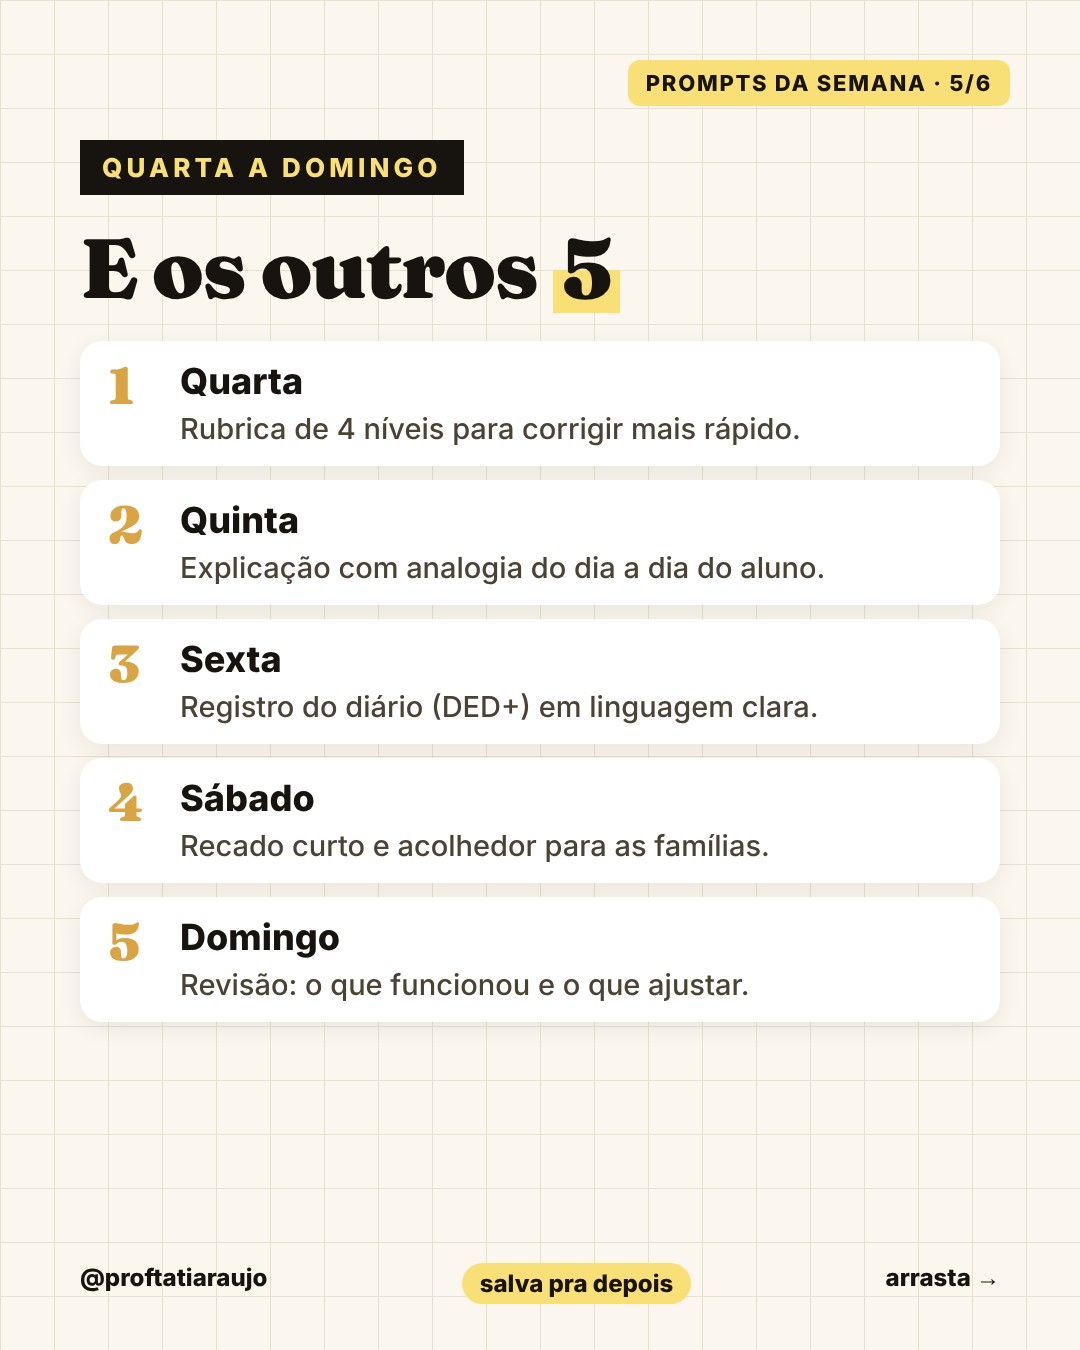 PROMPTS DA SEMANA · 5/6
QUARTA A DOMINGO
E os outros 5
1 Quarta
Rubrica de 4 níveis para corrigir mais rápido.
2 Quinta
Explicação com analogia do dia a dia do aluno.
3 Sexta
Registro do diário (DED+) em linguagem clara.
4 Sábado
Recado curto e acolhedor para as famílias.
5 Domingo
Revisão: o que funcionou e o que ajustar.
@proftatiaraujo salva pra depois arrasta →